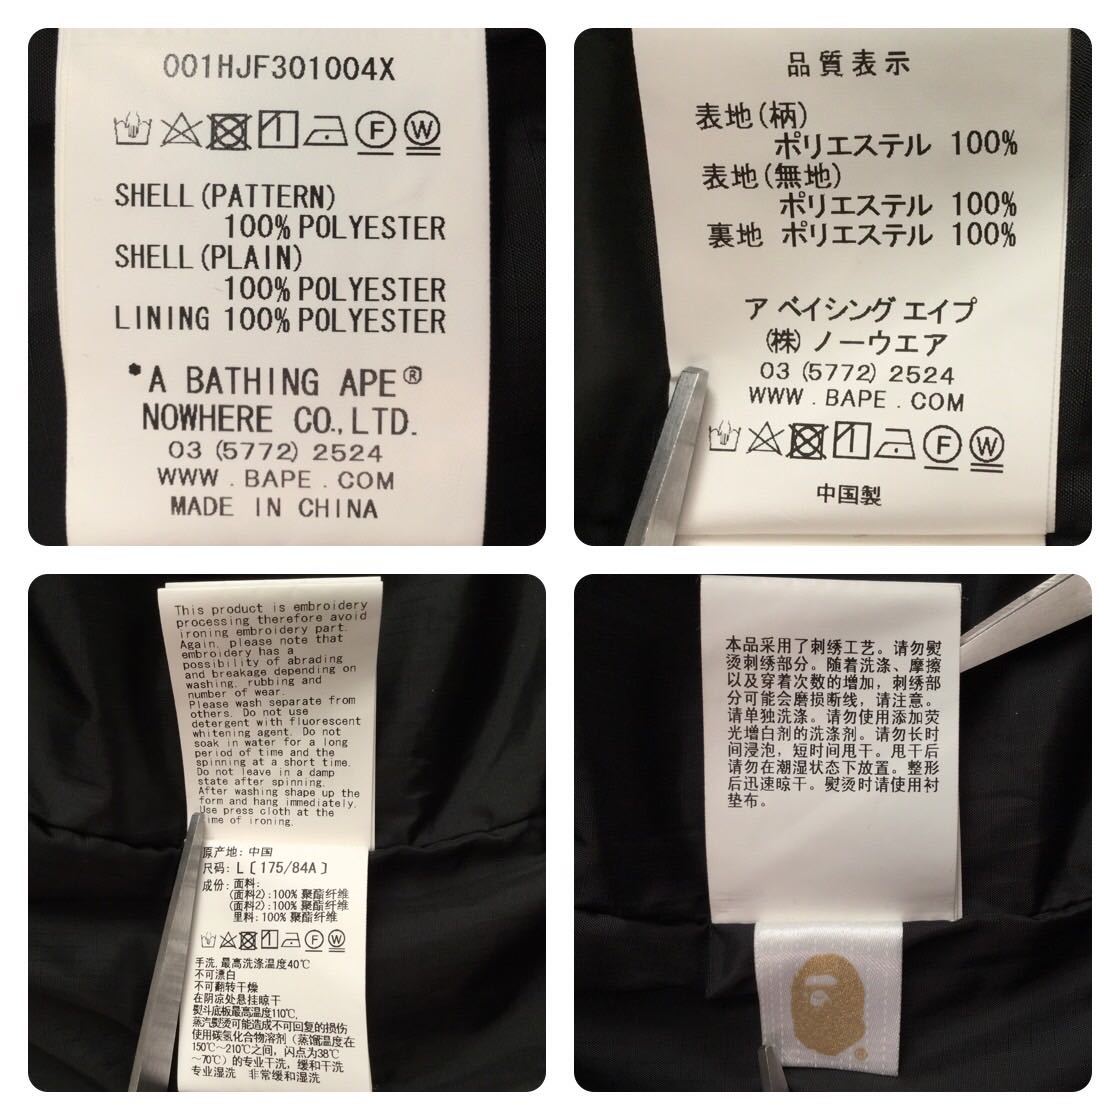 001HJF301004X
SHELL (PATTERN)
100% POLYESTER
SHELL (PLAIN)
100% POLYESTER
LINING 100% POLYESTER
*A BATHING APE®
NOWHERE CO., LTD.
03 (5772) 2524
WWW . BAPE . COM
MADE IN CHINA
品質表示
表地(柄)
ポリエステル 100%
表地(無地)
ポリエステル 100%
裏地 ポリエステル 100%
ア ベイシング エイプ
(株) ノーウエア
03 (5772) 2524
WWW . BAPE . COM
中国製
This product is embroidery
processing therefore avoid
ironing embroidery part.
Again, please note that
embroidery has a
possibility of abrading
and breakage depending on
washing, rubbing and
number of wear.
Please wash separate from
others. Do not use
detergent with fluorescent
whitening agent. Do not
soak in water for a long
period of time and the
spinning at a short time.
Do not leave in a damp
state after spinning.
After washing shape up the
form and hang immediately.
Use press cloth at the
time of ironing.
原产地: 中国
尺码: L [175/84A]
成份: 面料:
(面料2):100% 聚酯纤维
(面料2):100% 聚酯纤维
里料:100% 聚酯纤维
手洗,最高洗涤温度40℃
不可漂白
不可翻转干燥
在阴凉处悬挂晾干
熨斗底板最高温度110℃,
蒸汽熨烫可能造成不可回复的损伤
使用碳氢化合物溶剂(蒸馏温度在
150℃~210℃之间,闪点为38℃
~70℃)的专业干洗,缓和干洗
专业湿洗 非常缓和湿洗
本品采用了刺绣工艺。请勿熨
烫刺绣部分。随着洗涤、摩擦
以及穿着次数的增加,刺绣部
分可能会磨损断线,请注意。
请单独洗涤。请勿使用添加荧
光增白剂的洗涤剂。请勿长时
间浸泡,短时间甩干。甩干后
请勿在潮湿状态下放置。整形
后迅速晾干。熨烫时请使用衬
垫布。